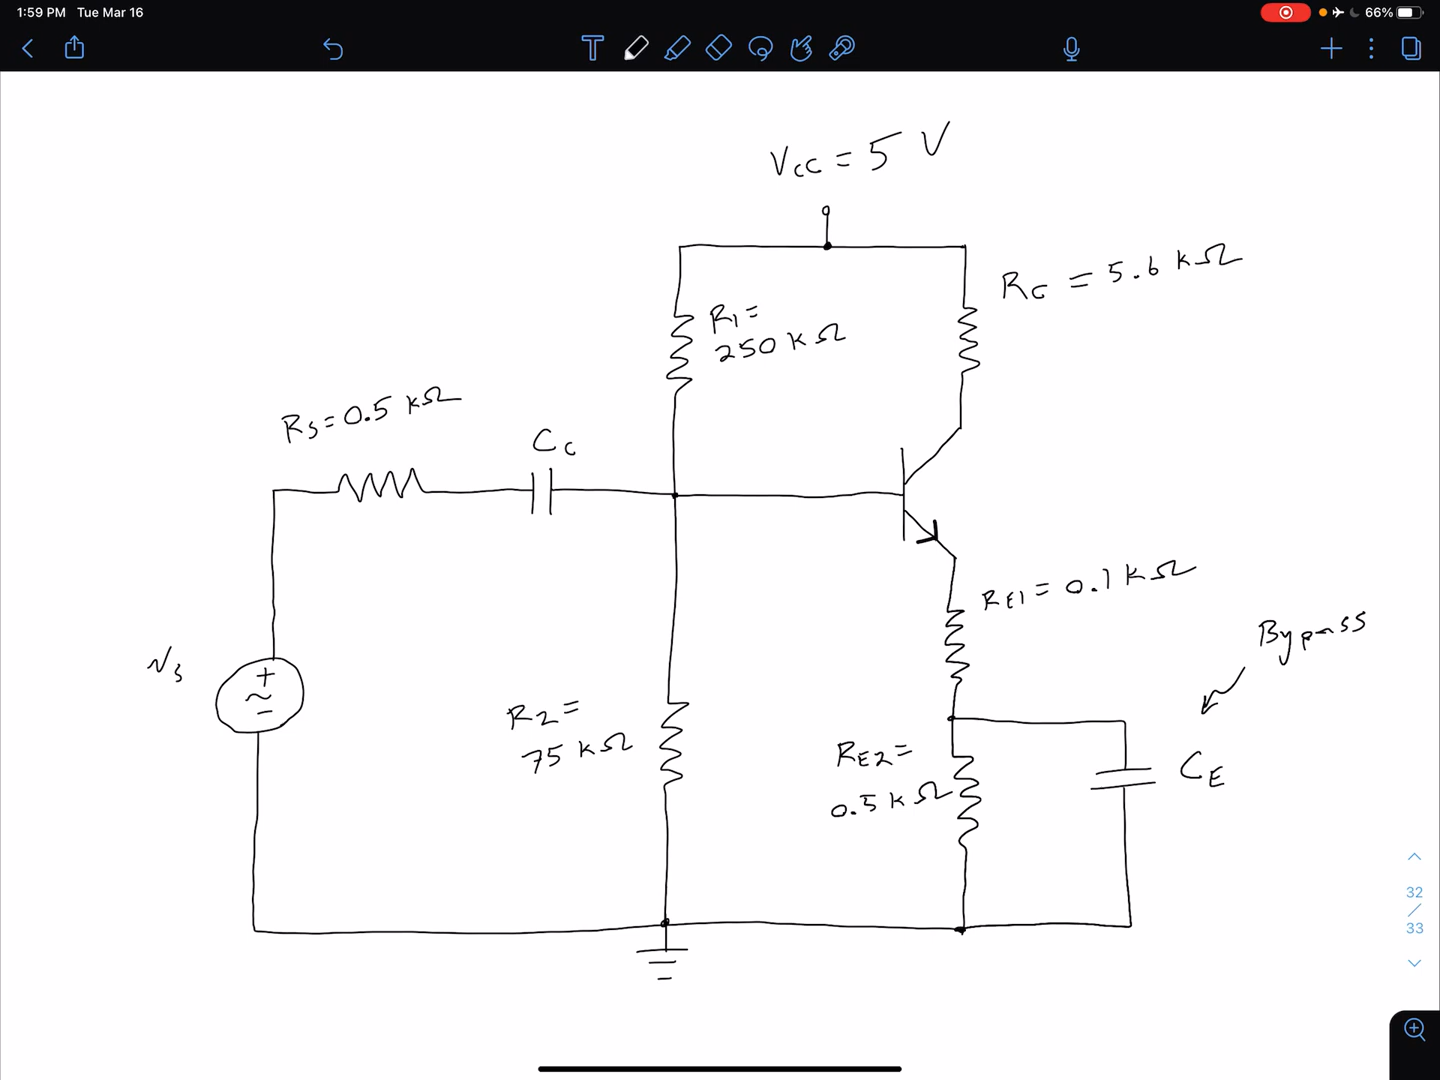 1:59 PM Tue Mar 16
66%
T
Vcc = 5 V
RC = 5.6 kΩ
R1 =
250 kΩ
RS = 0.5 kΩ
CC
RE1 = 0.1 kΩ
Bypass
vs
+
~
−
R2 =
75 kΩ
RE2 =
0.5 kΩ
CE
32
/
33